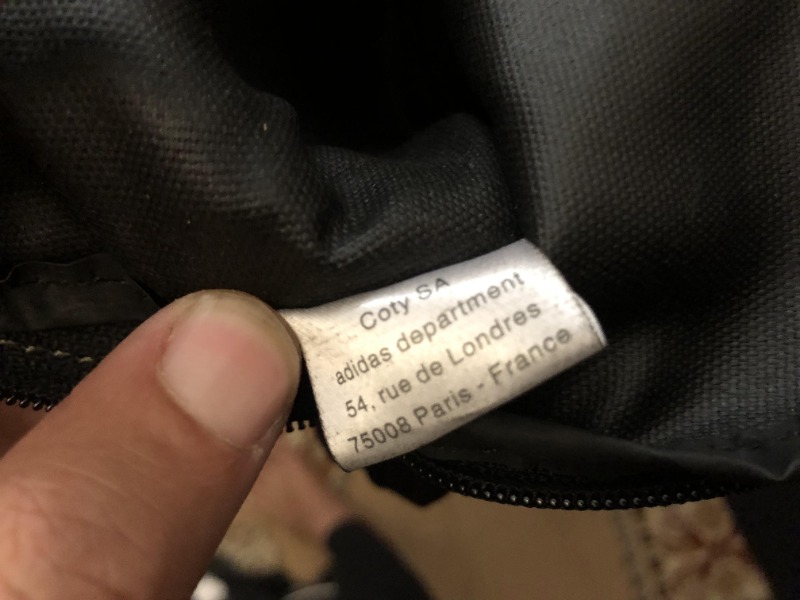 Coty SA
adidas department
54, rue de Londres
75008 Paris - France